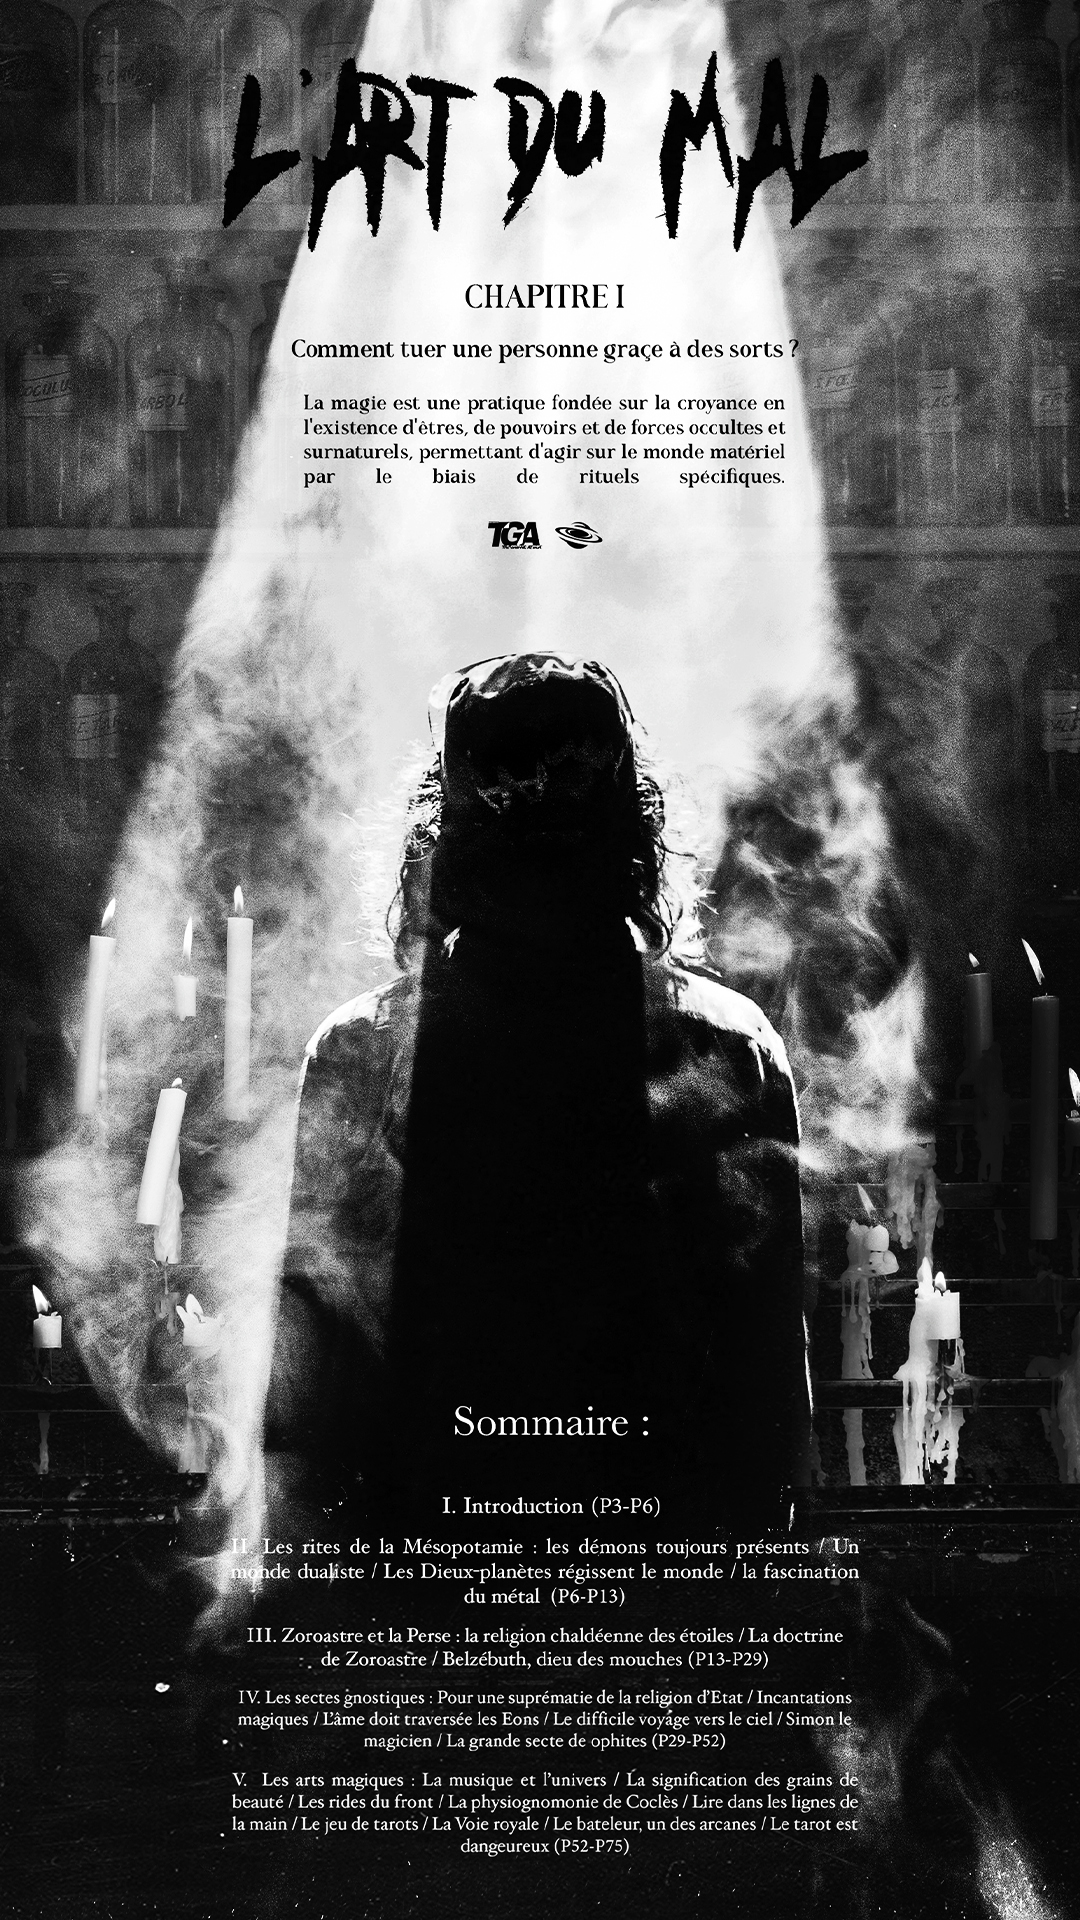 L'ART DU MAL
CHAPITRE I
Comment tuer une personne graçe à des sorts ?
La magie est une pratique fondée sur la croyance en
l'existence d'êtres, de pouvoirs et de forces occultes et
surnaturels, permettant d'agir sur le monde matériel
par le biais de rituels spécifiques.
TGA
Sommaire :
I. Introduction (P3-P6)
II. Les rites de la Mésopotamie : les démons toujours présents / Un
monde dualiste / Les Dieux-planètes régissent le monde / la fascination
du métal (P6-P13)
III. Zoroastre et la Perse : la religion chaldéenne des étoiles / La doctrine
de Zoroastre / Belzébuth, dieu des mouches (P13-P29)
IV. Les sectes gnostiques : Pour une suprématie de la religion d'Etat / Incantations
magiques / L'âme doit traversée les Eons / Le difficile voyage vers le ciel / Simon le
magicien / La grande secte de ophites (P29-P52)
V. Les arts magiques : La musique et l'univers / La signification des grains de
beauté / Les rides du front / La physiognomonie de Coclès / Lire dans les lignes de
la main / Le jeu de tarots / La Voie royale / Le bateleur, un des arcanes / Le tarot est
dangeureux (P52-P75)